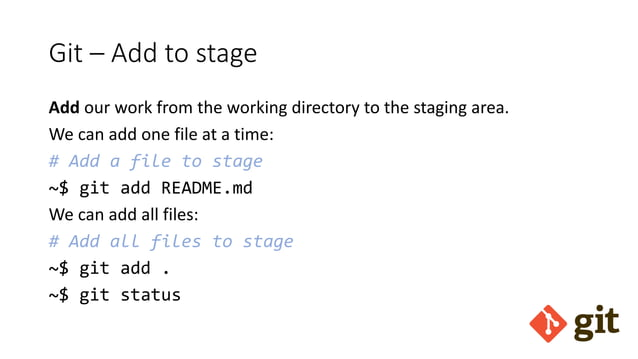 Git – Add to stage
Add our work from the working directory to the staging area.
We can add one file at a time:
# Add a file to stage
~$ git add README.md
We can add all files:
# Add all files to stage
~$ git add .
~$ git status
git